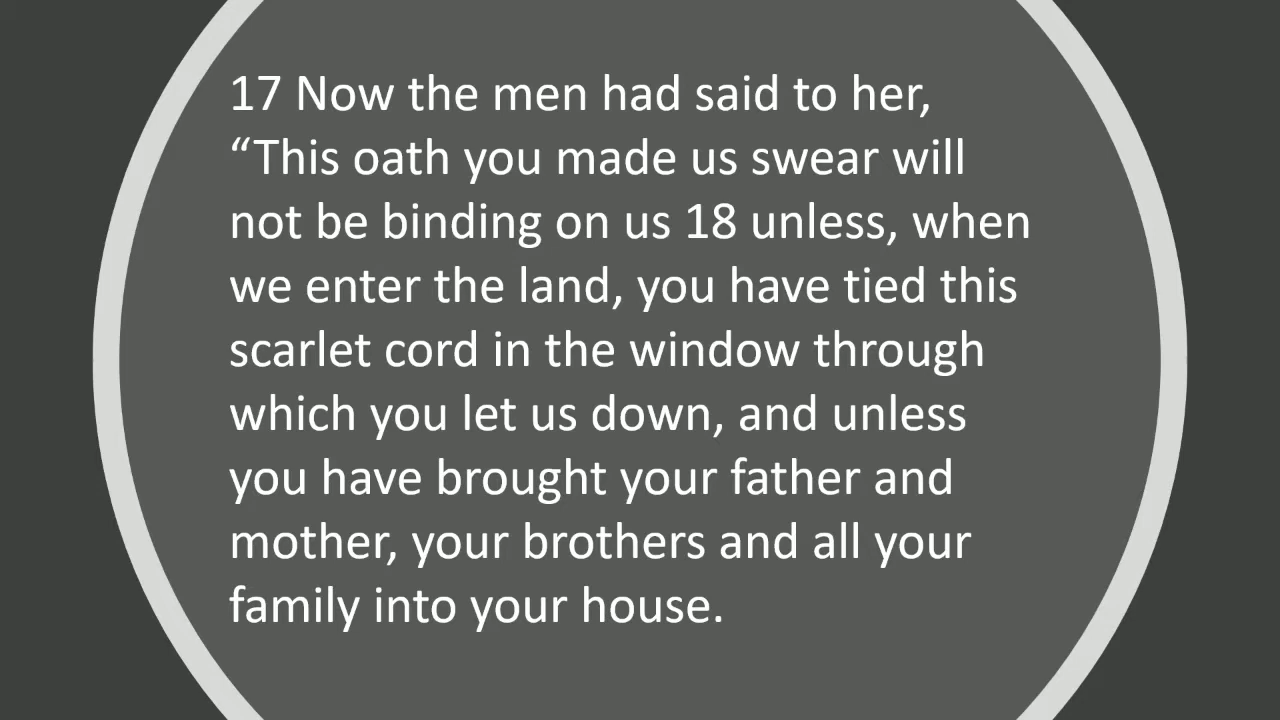 17 Now the men had said to her,
“This oath you made us swear will
not be binding on us 18 unless, when
we enter the land, you have tied this
scarlet cord in the window through
which you let us down, and unless
you have brought your father and
mother, your brothers and all your
family into your house.